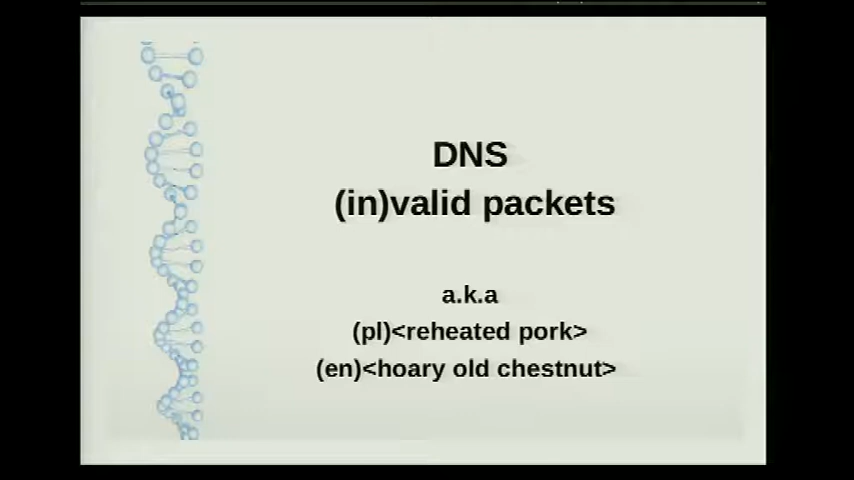 DNS
(in)valid packets
a.k.a
(pl)<reheated pork>
(en)<hoary old chestnut>